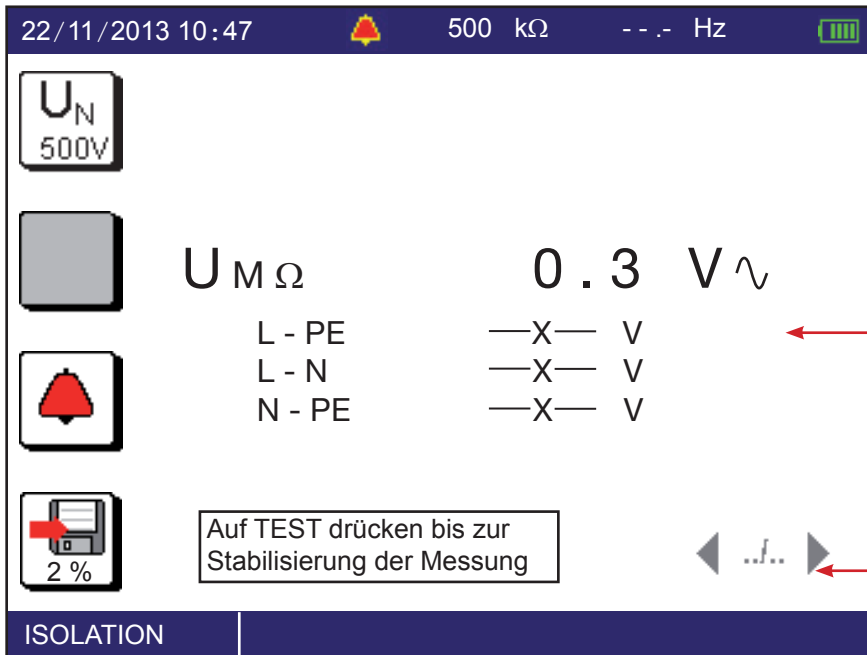 22/11/2013 10:47 500 kΩ - - .- Hz
U_N
500V
U MΩ 0.3 V∿
L - PE —X— V
L - N —X— V
N - PE —X— V
2 %
Auf TEST drücken bis zur
Stabilisierung der Messung
../..
ISOLATION